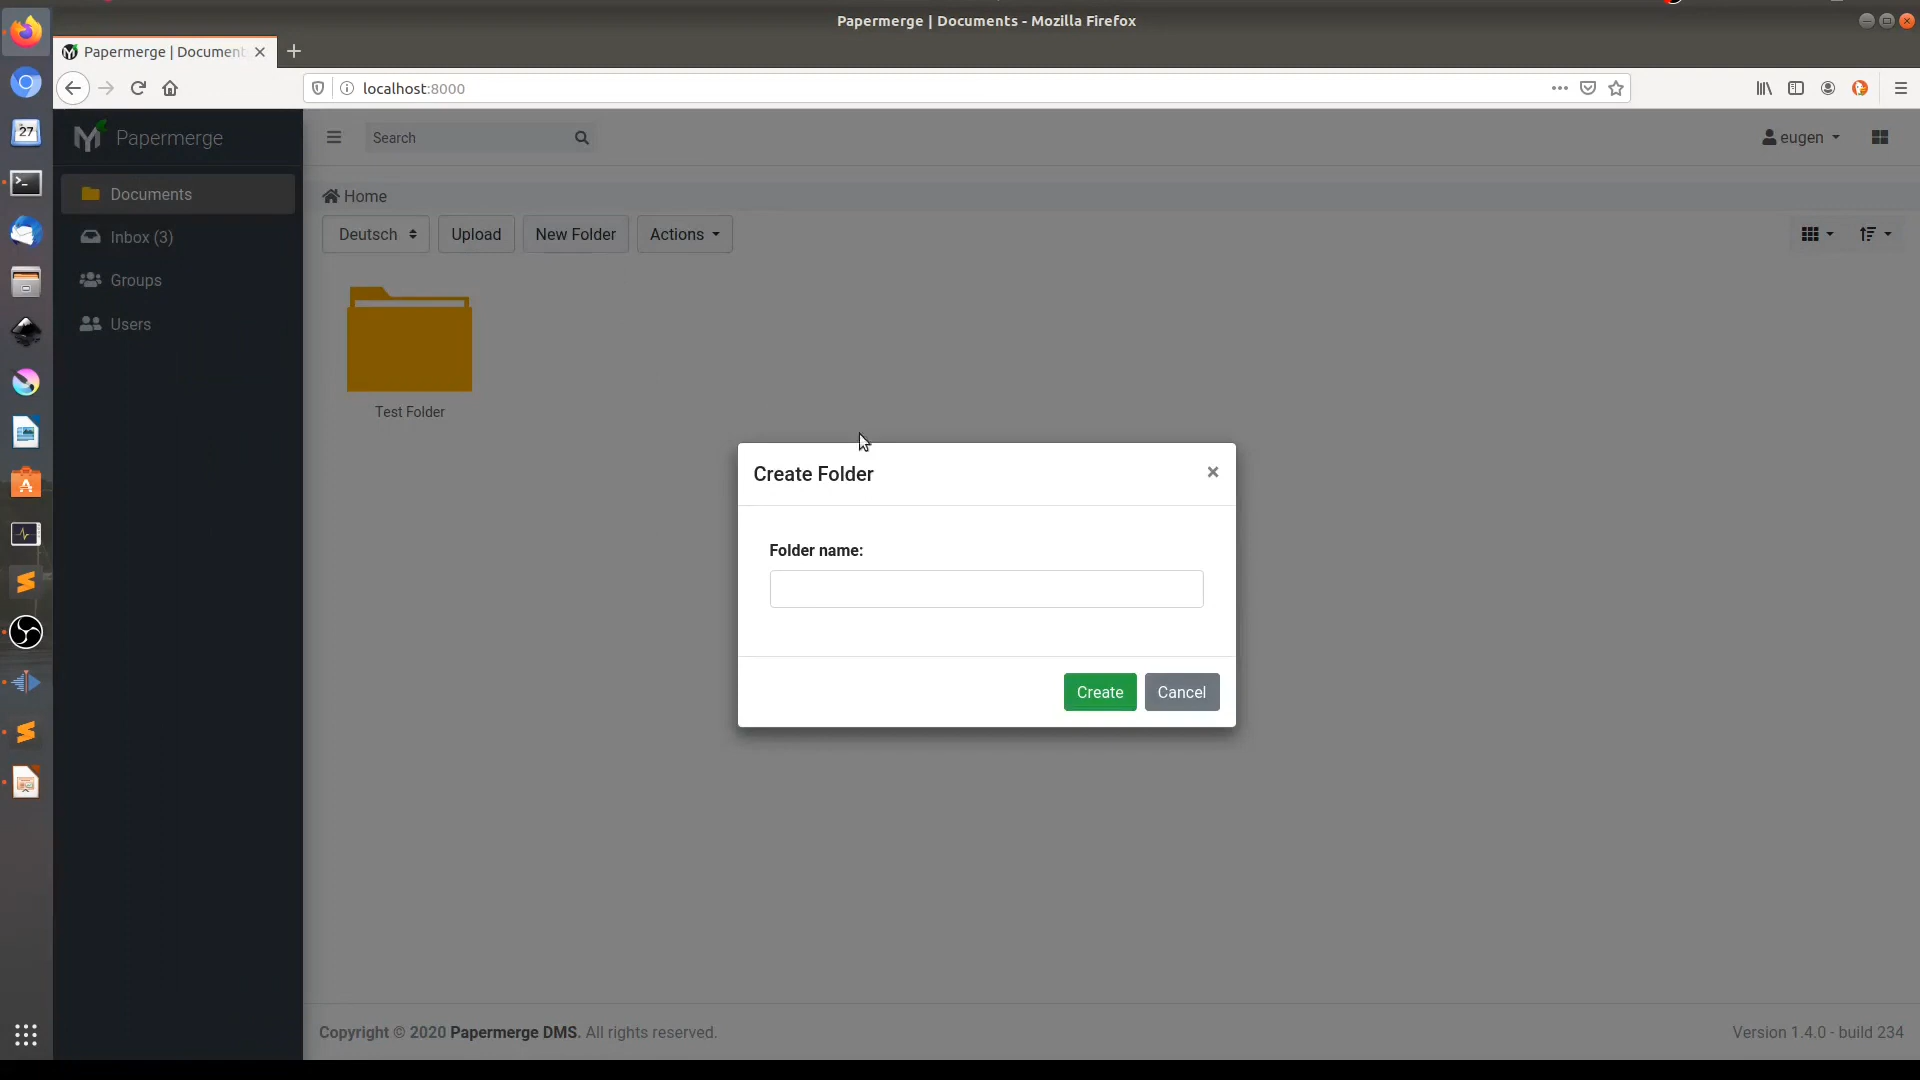 Papermerge | Documents - Mozilla Firefox
Papermerge | Document
localhost:8000
27
Papermerge
Search
eugen
Documents
Inbox (3)
Groups
Users
Home
Deutsch
Upload
New Folder
Actions
Test Folder
Create Folder
×
Folder name:
Create
Cancel
Copyright © 2020 Papermerge DMS. All rights reserved.
Version 1.4.0 - build 234